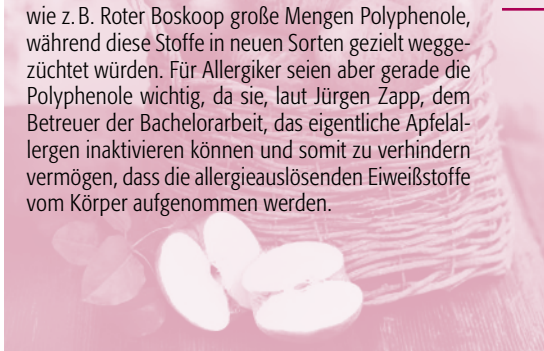 wie z. B. Roter Boskoop große Mengen Polyphenole,
während diese Stoffe in neuen Sorten gezielt wegge-
züchtet würden. Für Allergiker seien aber gerade die
Polyphenole wichtig, da sie, laut Jürgen Zapp, dem
Betreuer der Bachelorarbeit, das eigentliche Apfelal-
lergen inaktivieren können und somit zu verhindern
vermögen, dass die allergieauslösenden Eiweißstoffe
vom Körper aufgenommen werden.